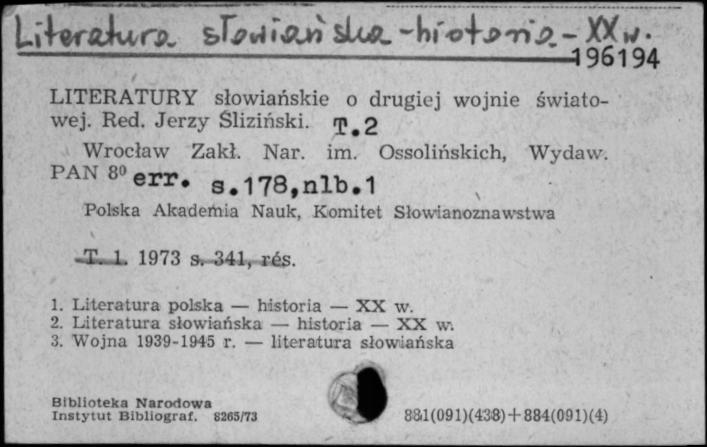 Literatura słowiańska - historia - XX w.
196194
LITERATURY słowiańskie o drugiej wojnie świato-
wej. Red. Jerzy Śliziński. T.2
Wrocław Zakł. Nar. im. Ossolińskich, Wydaw.
PAN 8⁰ err. s.178,nlb.1
Polska Akademia Nauk, Komitet Słowianoznawstwa
T. 1. 1973 s. 341, rés.
1. Literatura polska — historia — XX w.
2. Literatura słowiańska — historia — XX w.
3. Wojna 1939-1945 r. — literatura słowiańska
Biblioteka Narodowa
Instytut Bibliograf. 8265/73
881(091)(438)+884(091)(4)